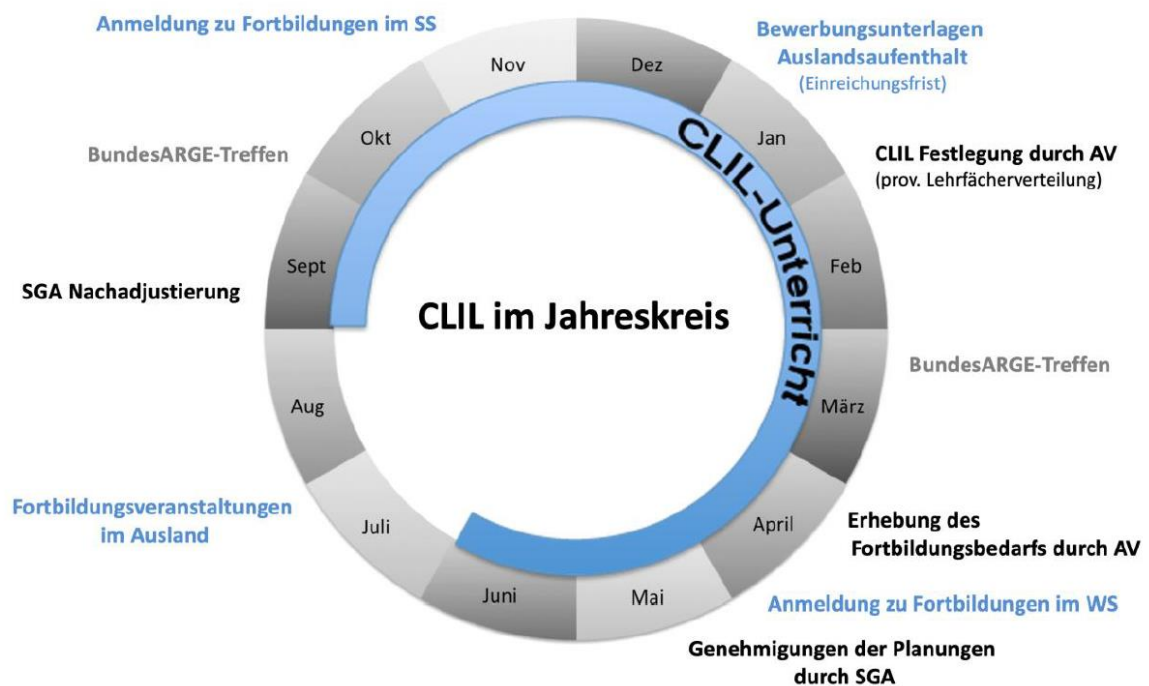 Anmeldung zu Fortbildungen im SS
Bewerbungsunterlagen
Auslandsaufenthalt
(Einreichungsfrist)
Nov
Dez
Okt
Jan
BundesARGE-Treffen
CLIL Festlegung durch AV
(prov. Lehrfächerverteilung)
CLIL-Unterricht
Sept
Feb
SGA Nachadjustierung
CLIL im Jahreskreis
BundesARGE-Treffen
Aug
März
Fortbildungsveranstaltungen
im Ausland
Juli
April
Erhebung des
Fortbildungsbedarfs durch AV
Juni
Mai
Anmeldung zu Fortbildungen im WS
Genehmigungen der Planungen
durch SGA